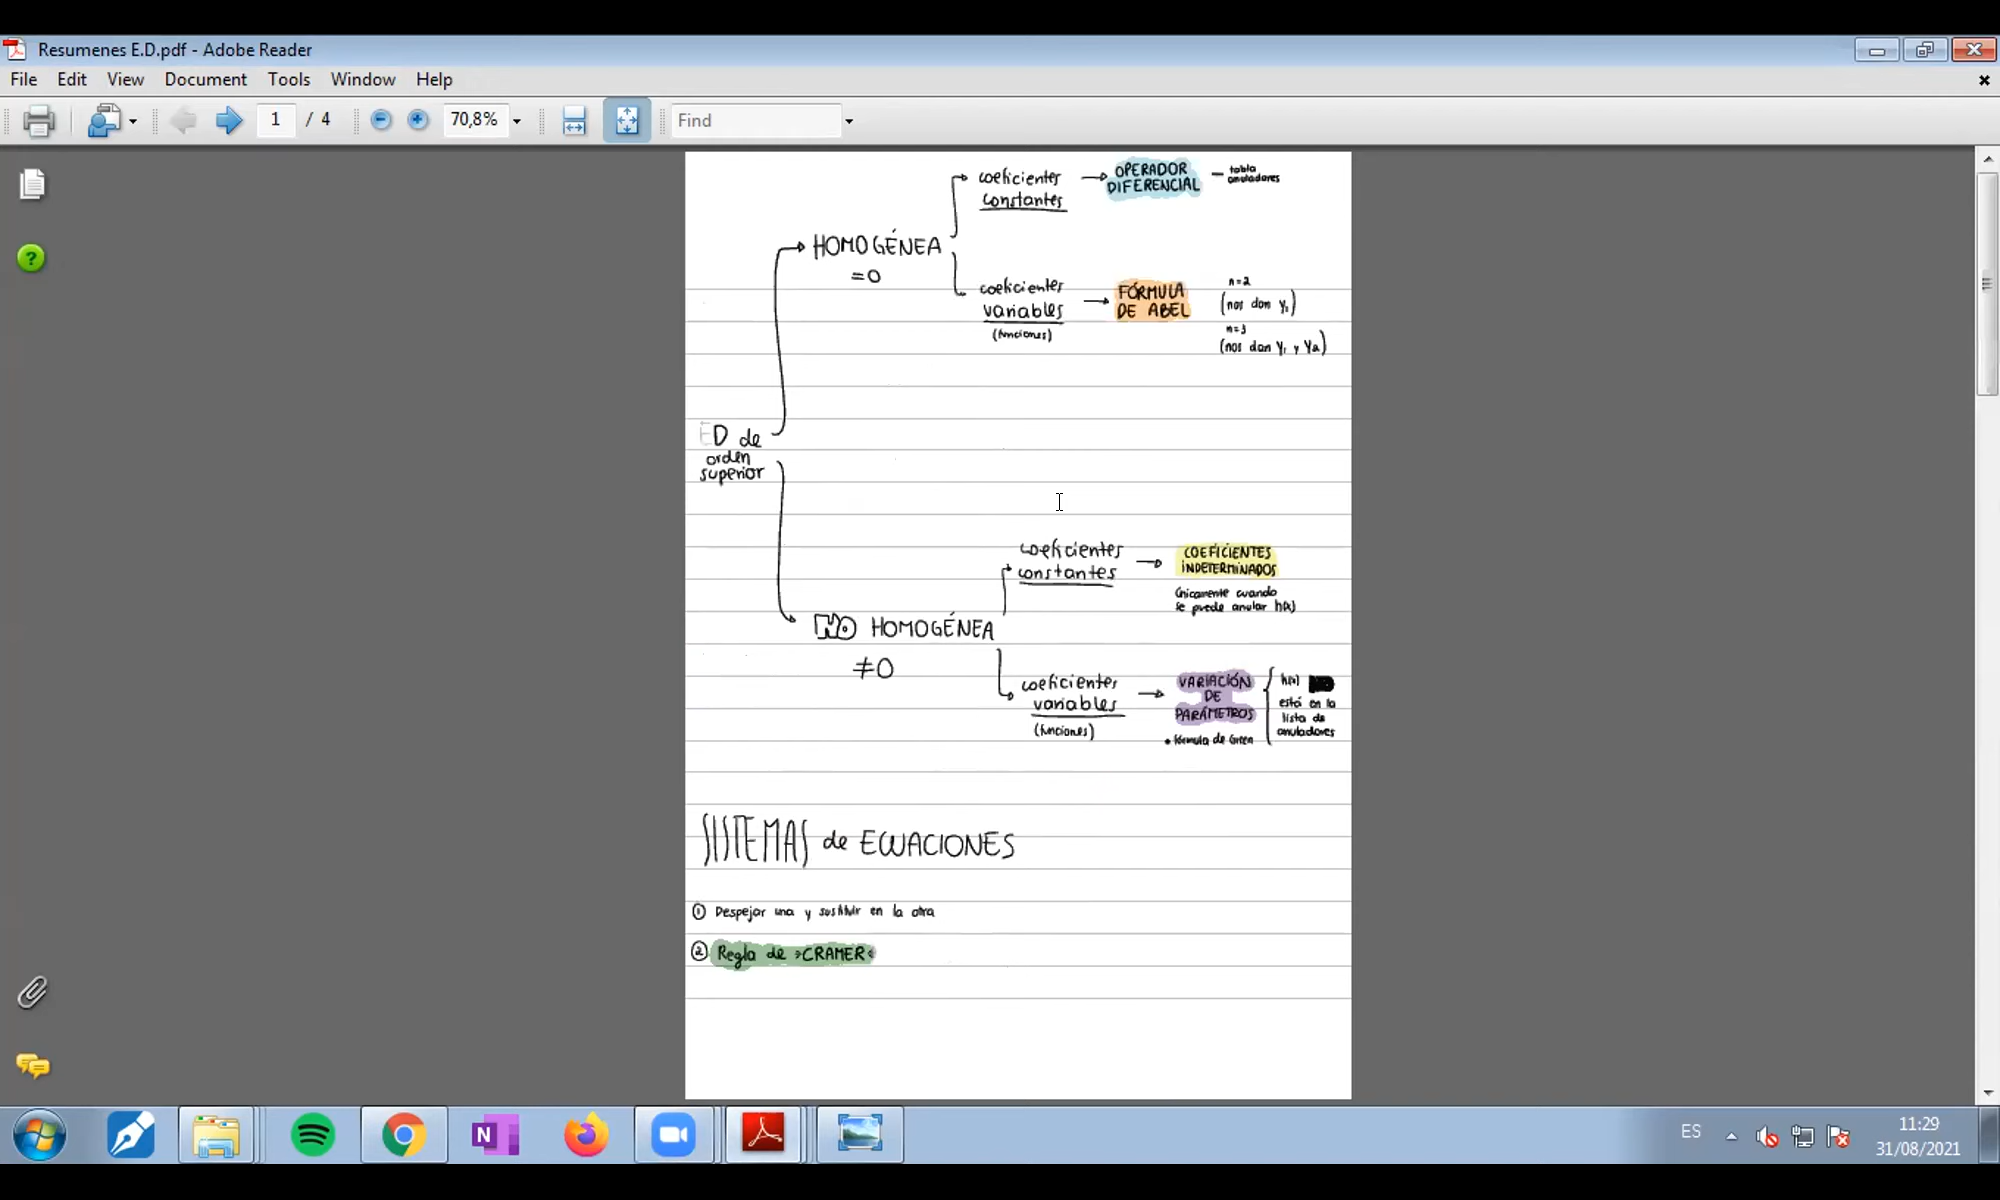 Resumenes E.D.pdf - Adobe Reader
File Edit View Document Tools Window Help
1 / 4 70,8% Find
coeficientes
constantes
OPERADOR
DIFERENCIAL
- tabla
anuladores
HOMOGÉNEA
=0
coeficientes
variables
(funciones)
FÓRMULA
DE ABEL
n=2
(nos dan y₁)
n=3
(nos dan y₁ y y₂)
ED de
orden
superior
coeficientes
constantes
COEFICIENTES
INDETERMINADOS
únicamente cuando
se puede anular h(x)
NO HOMOGÉNEA
≠0
coeficientes
variables
(funciones)
VARIACIÓN
DE
PARÁMETROS
• fórmula de Green
h(x)
está en la
lista de
anuladores
SISTEMAS de ECUACIONES
① Despejar una y sustituir en la otra
② Regla de »CRAMER«
ES
11:29
31/08/2021